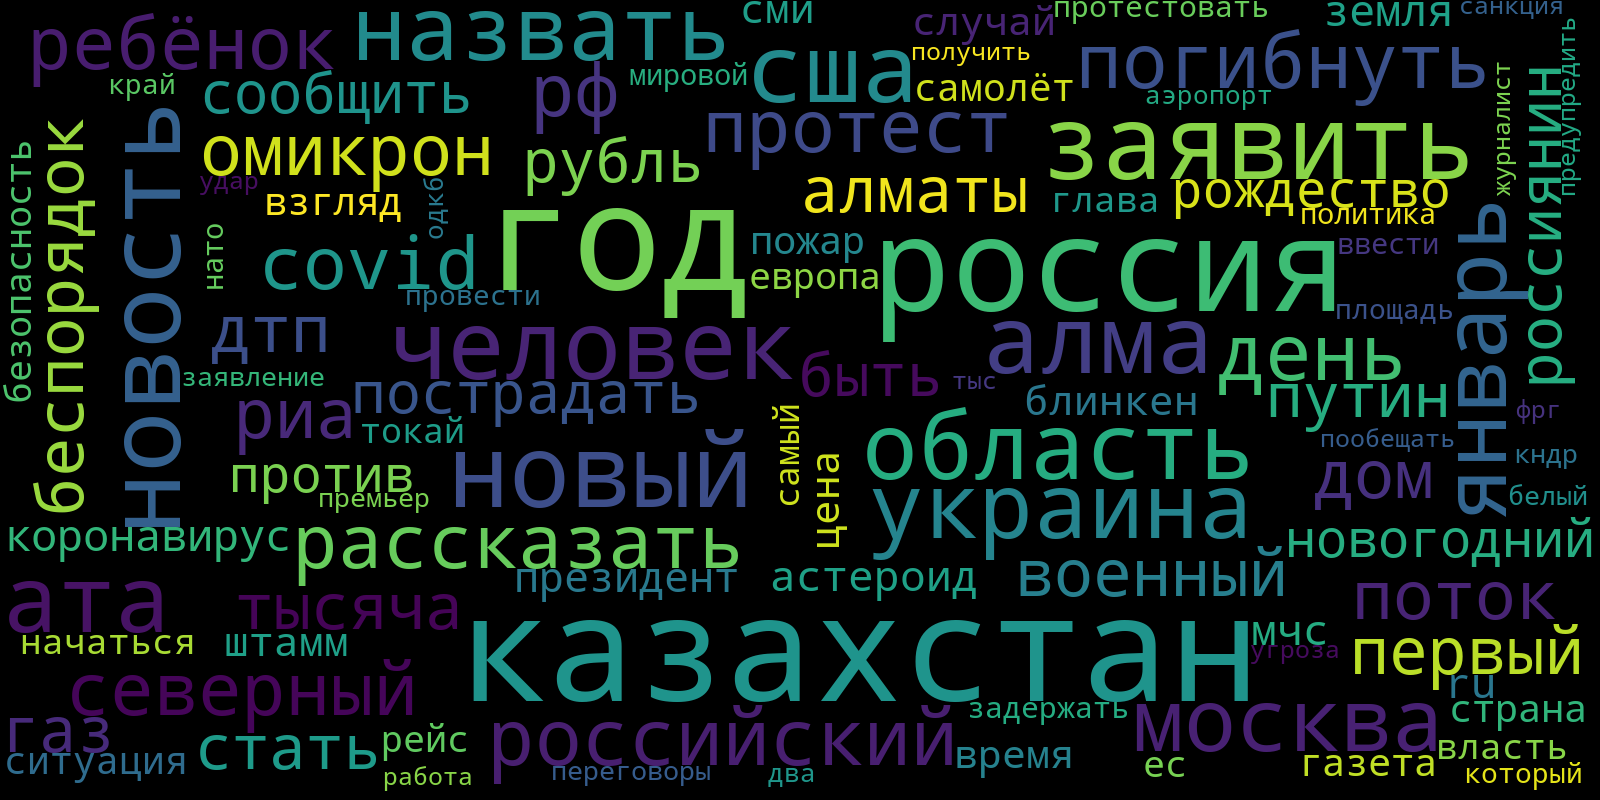 ребёнок
назвать
сми
случай
протестовать
земля
санкция
край
сообщить
рф
мировой
сша
получить
самолёт
погибнуть
аэропорт
журналист
россиянин
предупредить
безопасность
беспорядок
новость
омикрон
удар
взгляд
одкб
рубль
протест
алматы
заявить
глава
рождество
политика
нато
covid
провести
год
пожар
европа
россия
ввести
январь
площадь
дтп
заявление
человек
пострадать
быть
тыс
алма
день
риа
токай
самый
блинкен
путин
фрг
против
премьер
новый
цена
область
украина
пообещать
дом
кндр
белый
коронавирус
рассказать
президент
астероид
военный
новогодний
ата
тысяча
поток
начаться
штамм
казахстан
мчс
угроза
первый
северный
ru
газ
ситуация
стать
рейс
работа
российский
переговоры
два
задержать
время
москва
ес
страна
власть
газета
который